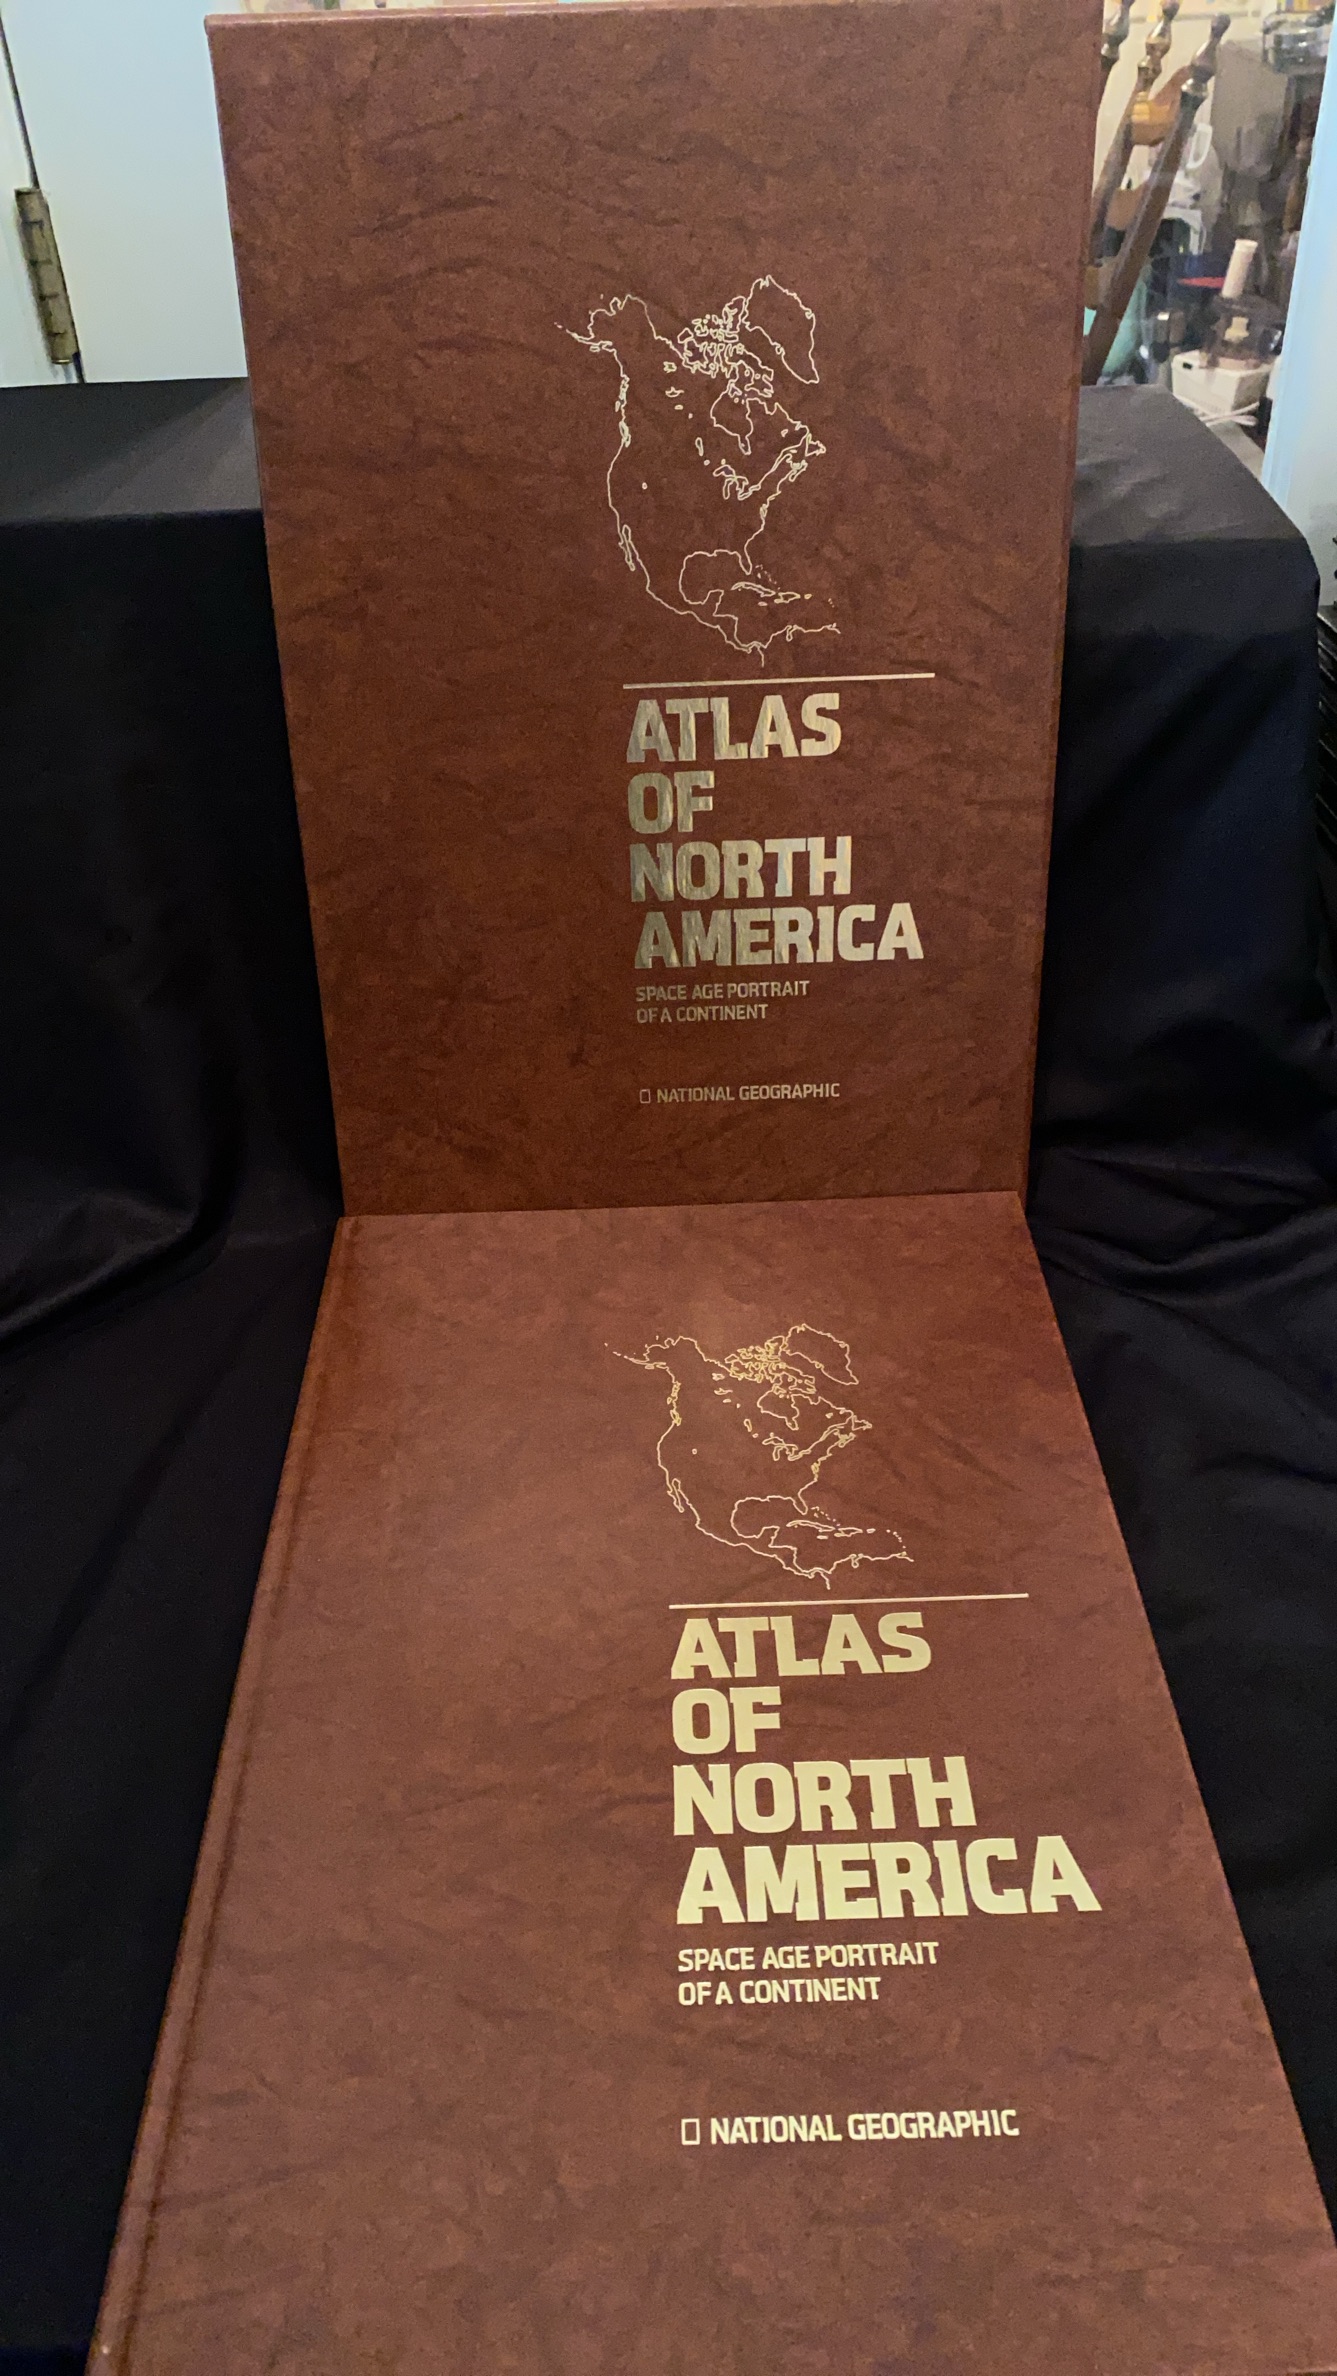 ATLAS
OF
NORTH
AMERICA
SPACE AGE PORTRAIT
OF A CONTINENT
NATIONAL GEOGRAPHIC
ATLAS
OF
NORTH
AMERICA
SPACE AGE PORTRAIT
OF A CONTINENT
NATIONAL GEOGRAPHIC